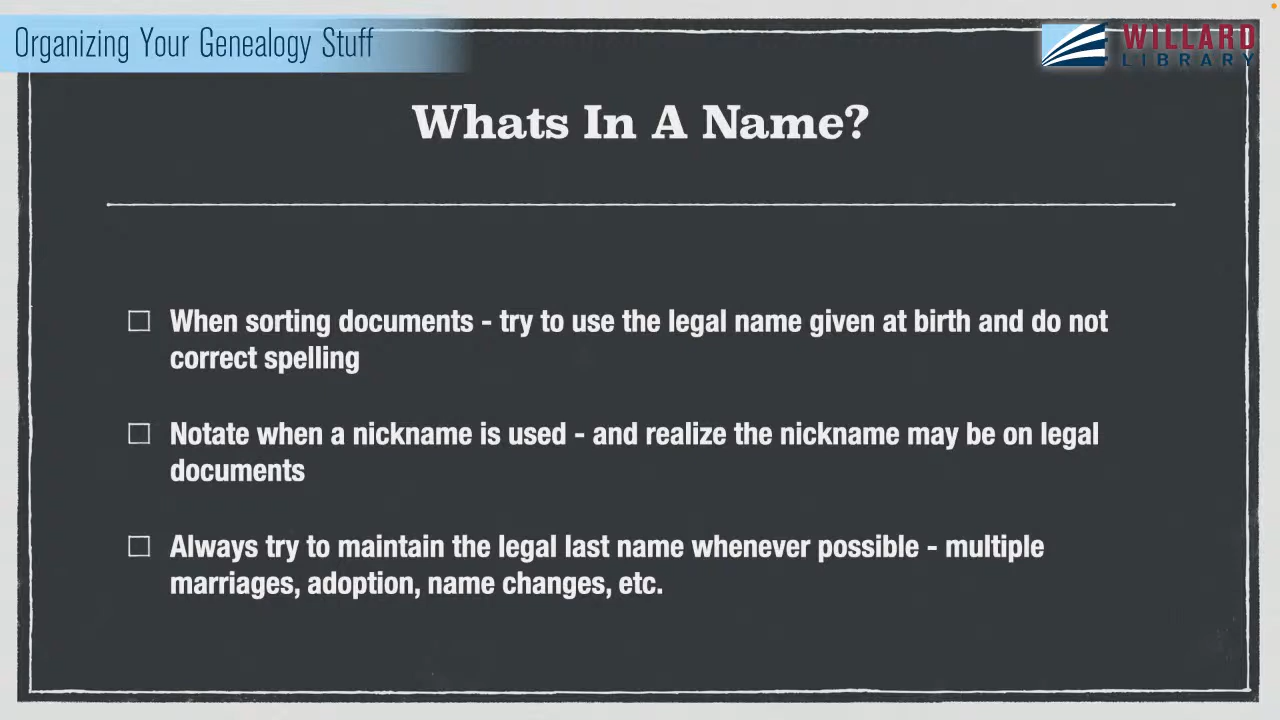 Organizing Your Genealogy Stuff
WILLARD
LIBRARY
Whats In A Name?
When sorting documents - try to use the legal name given at birth and do not
correct spelling
Notate when a nickname is used - and realize the nickname may be on legal
documents
Always try to maintain the legal last name whenever possible - multiple
marriages, adoption, name changes, etc.